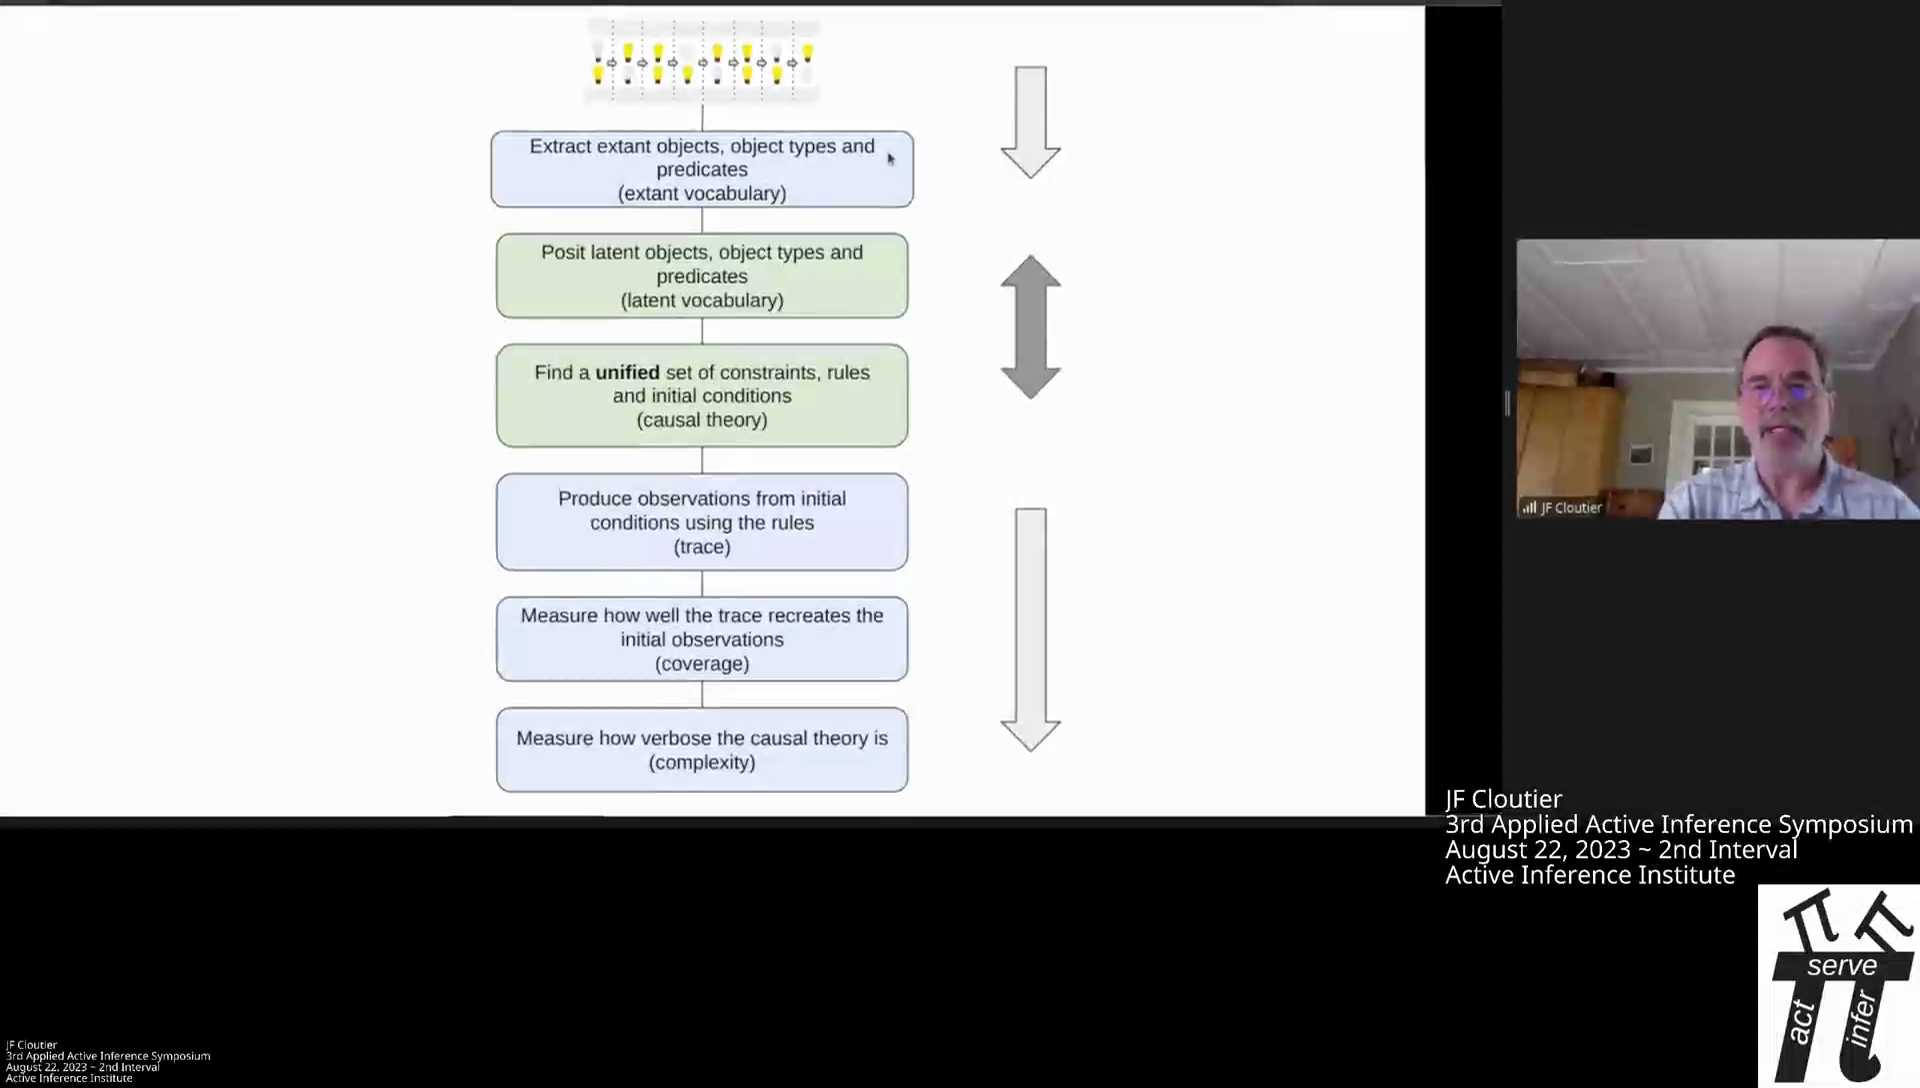 Extract extant objects, object types and
predicates
(extant vocabulary)
Posit latent objects, object types and
predicates
(latent vocabulary)
Find a unified set of constraints, rules
and initial conditions
(causal theory)
Produce observations from initial
conditions using the rules
(trace)
Measure how well the trace recreates the
initial observations
(coverage)
Measure how verbose the causal theory is
(complexity)
JF Cloutier
JF Cloutier
3rd Applied Active Inference Symposium
August 22, 2023 ~ 2nd Interval
Active Inference Institute
serve
act
infer
JF Cloutier
3rd Applied Active Inference Symposium
August 22, 2023 ~ 2nd Interval
Active Inference Institute